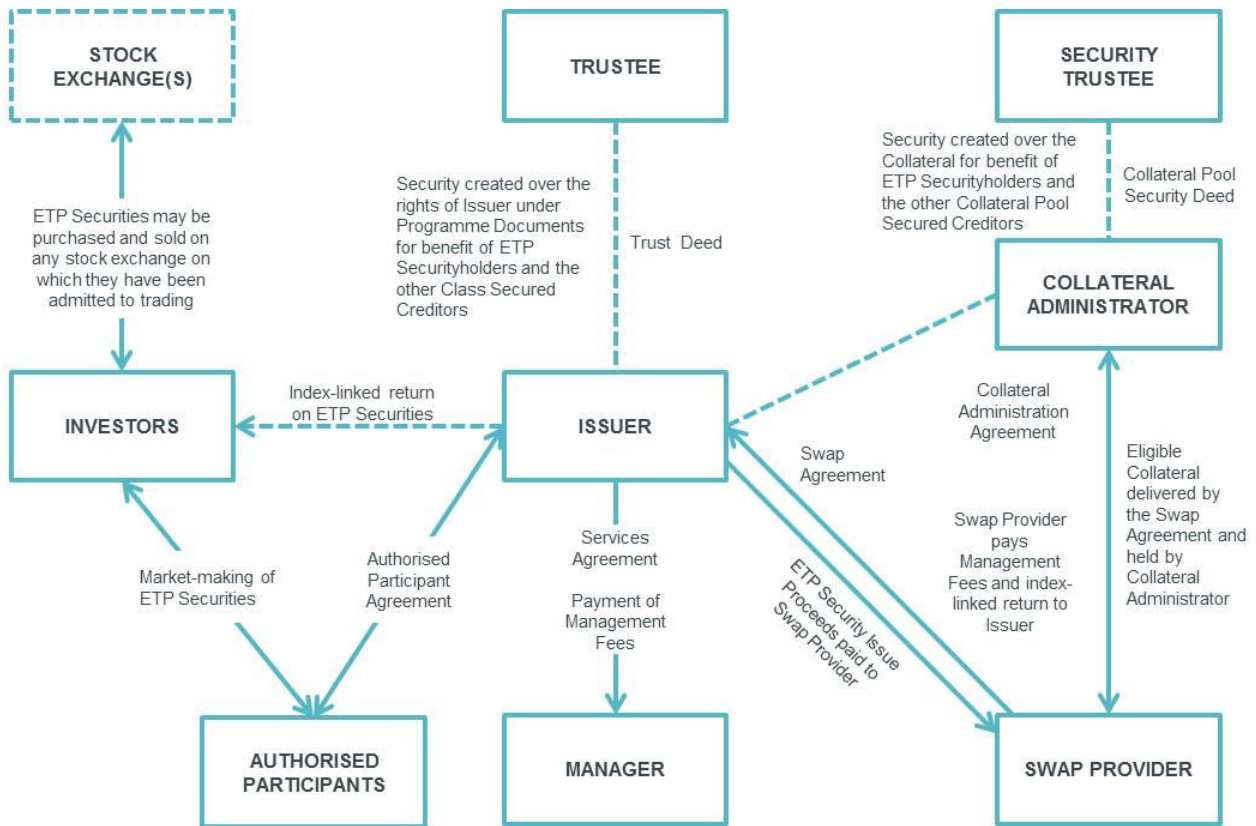 STOCK
EXCHANGE(S)
TRUSTEE
SECURITY
TRUSTEE
ETP Securities may be
purchased and sold on
any stock exchange on
which they have been
admitted to trading
Security created over the
rights of Issuer under
Programme Documents
for benefit of ETP
Securityholders and the
other Class Secured
Creditors
Trust Deed
Security created over the
Collateral for benefit of
ETP Securityholders and
the other Collateral Pool
Secured Creditors
Collateral Pool
Security Deed
COLLATERAL
ADMINISTRATOR
INVESTORS
Index-linked return
on ETP Securities
ISSUER
Collateral
Administration
Agreement
Swap
Agreement
Eligible
Collateral
delivered by
the Swap
Agreement and
held by
Collateral
Administrator
Market-making of
ETP Securities
Authorised
Participant
Agreement
Services
Agreement
Payment of
Management
Fees
ETP Security Issue
Proceeds paid to
Swap Provider
Swap Provider
pays
Management
Fees and index-
linked return to
Issuer
AUTHORISED
PARTICIPANTS
MANAGER
SWAP PROVIDER